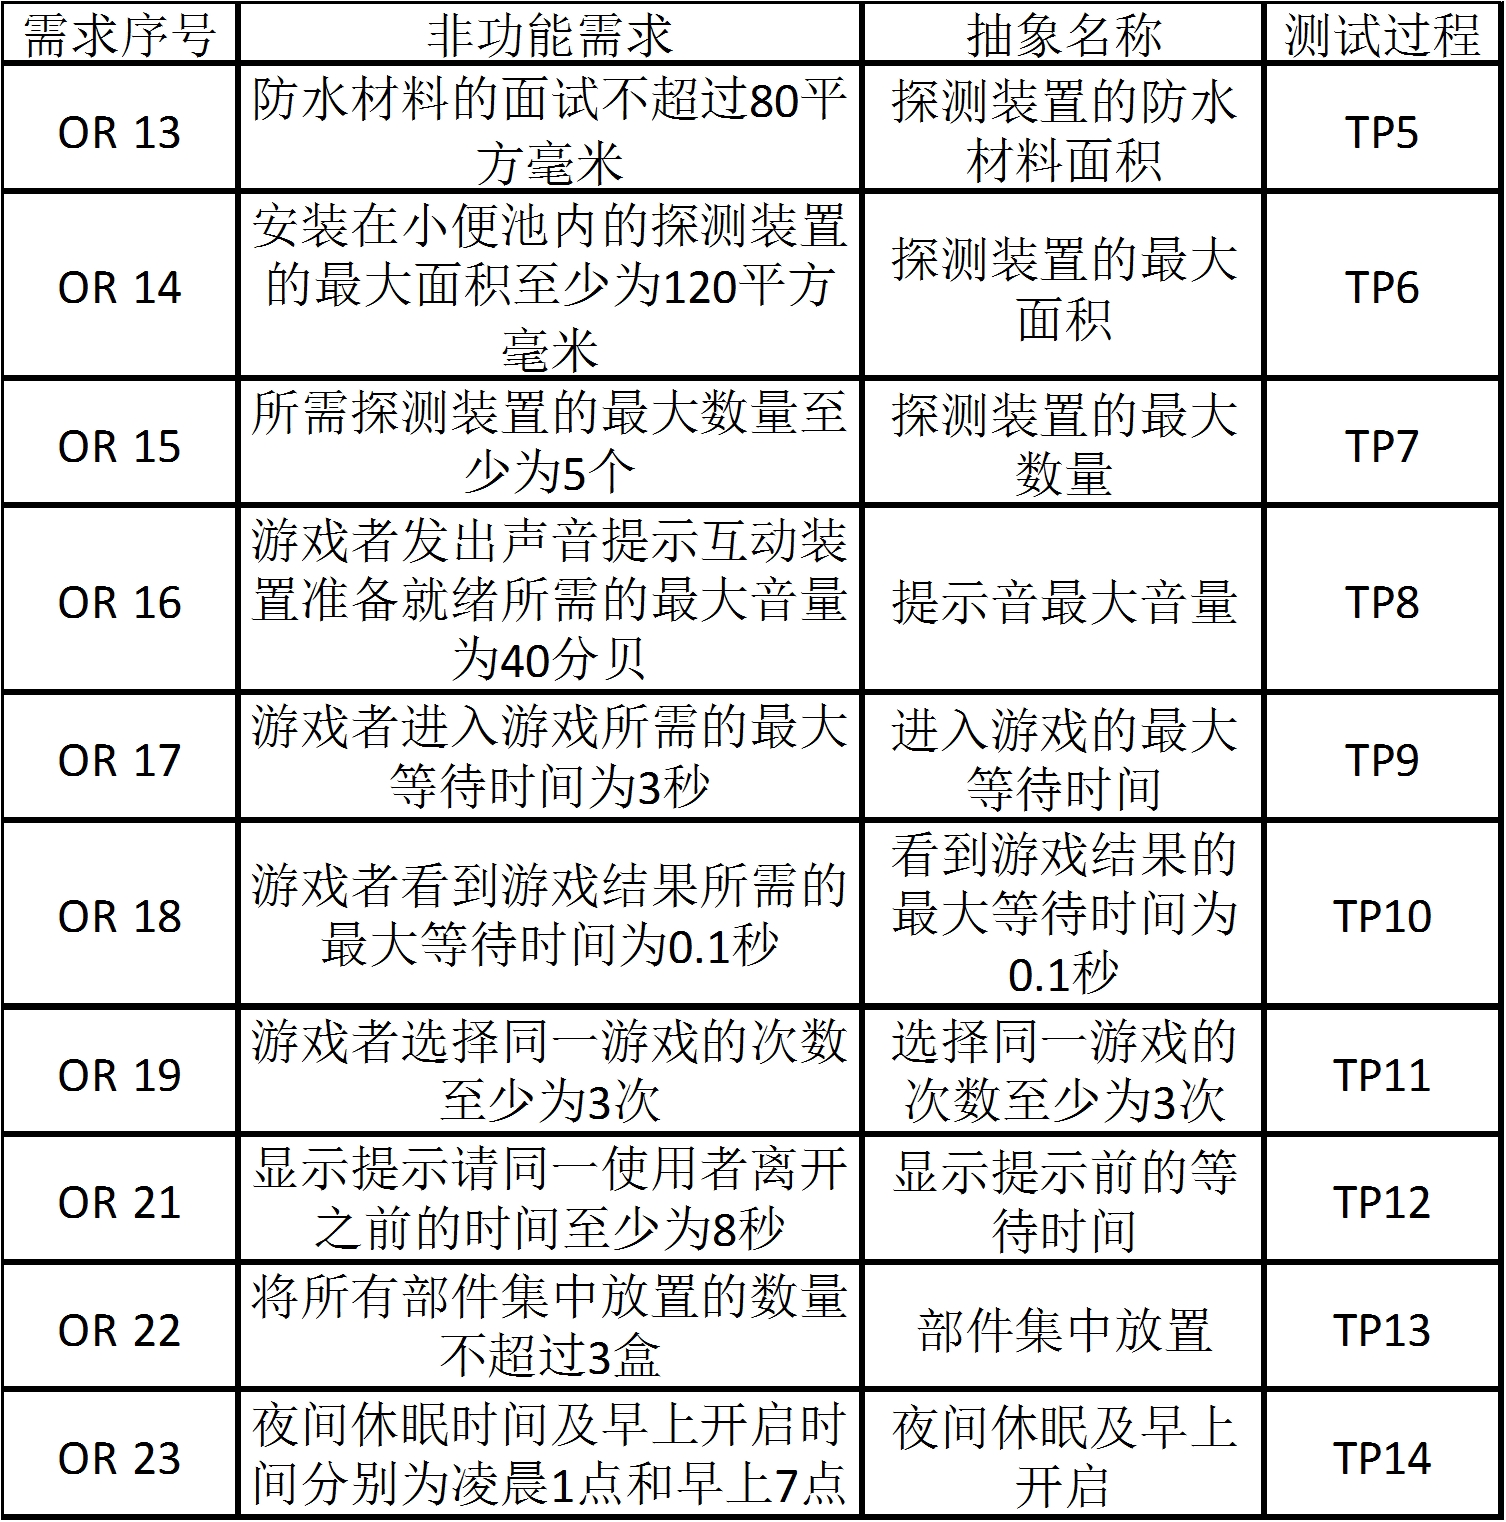 需求序号
非功能需求
抽象名称
测试过程
OR 13
防水材料的面试不超过80平
方毫米
探测装置的防水
材料面积
TP5
OR 14
安装在小便池内的探测装置
的最大面积至少为120平方
毫米
探测装置的最大
面积
TP6
OR 15
所需探测装置的最大数量至
少为5个
探测装置的最大
数量
TP7
OR 16
游戏者发出声音提示互动装
置准备就绪所需的最大音量
为40分贝
提示音最大音量
TP8
OR 17
游戏者进入游戏所需的最大
等待时间为3秒
进入游戏的最大
等待时间
TP9
OR 18
游戏者看到游戏结果所需的
最大等待时间为0.1秒
看到游戏结果的
最大等待时间为
0.1秒
TP10
OR 19
游戏者选择同一游戏的次数
至少为3次
选择同一游戏的
次数至少为3次
TP11
OR 21
显示提示请同一使用者离开
之前的时间至少为8秒
显示提示前的等
待时间
TP12
OR 22
将所有部件集中放置的数量
不超过3盒
部件集中放置
TP13
OR 23
夜间休眠时间及早上开启时
间分别为凌晨1点和早上7点
夜间休眠及早上
开启
TP14